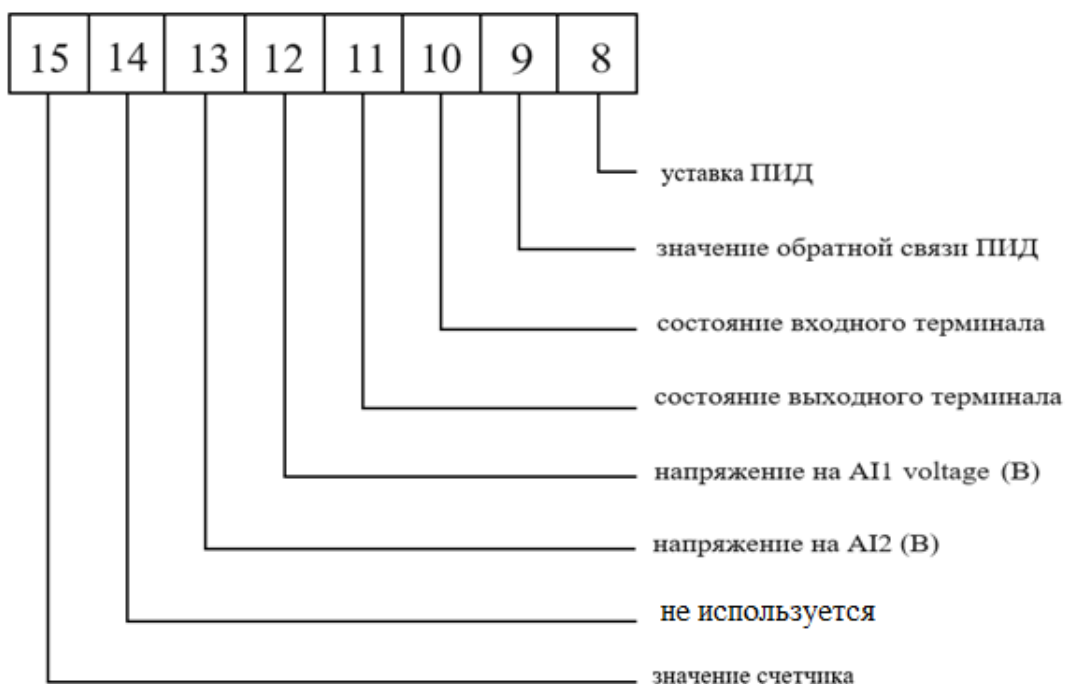 15 14 13 12 11 10 9 8
уставка ПИД
значение обратной связи ПИД
состояние входного терминала
состояние выходного терминала
напряжение на AI1 voltage (В)
напряжение на AI2 (В)
не используется
значение счетчика